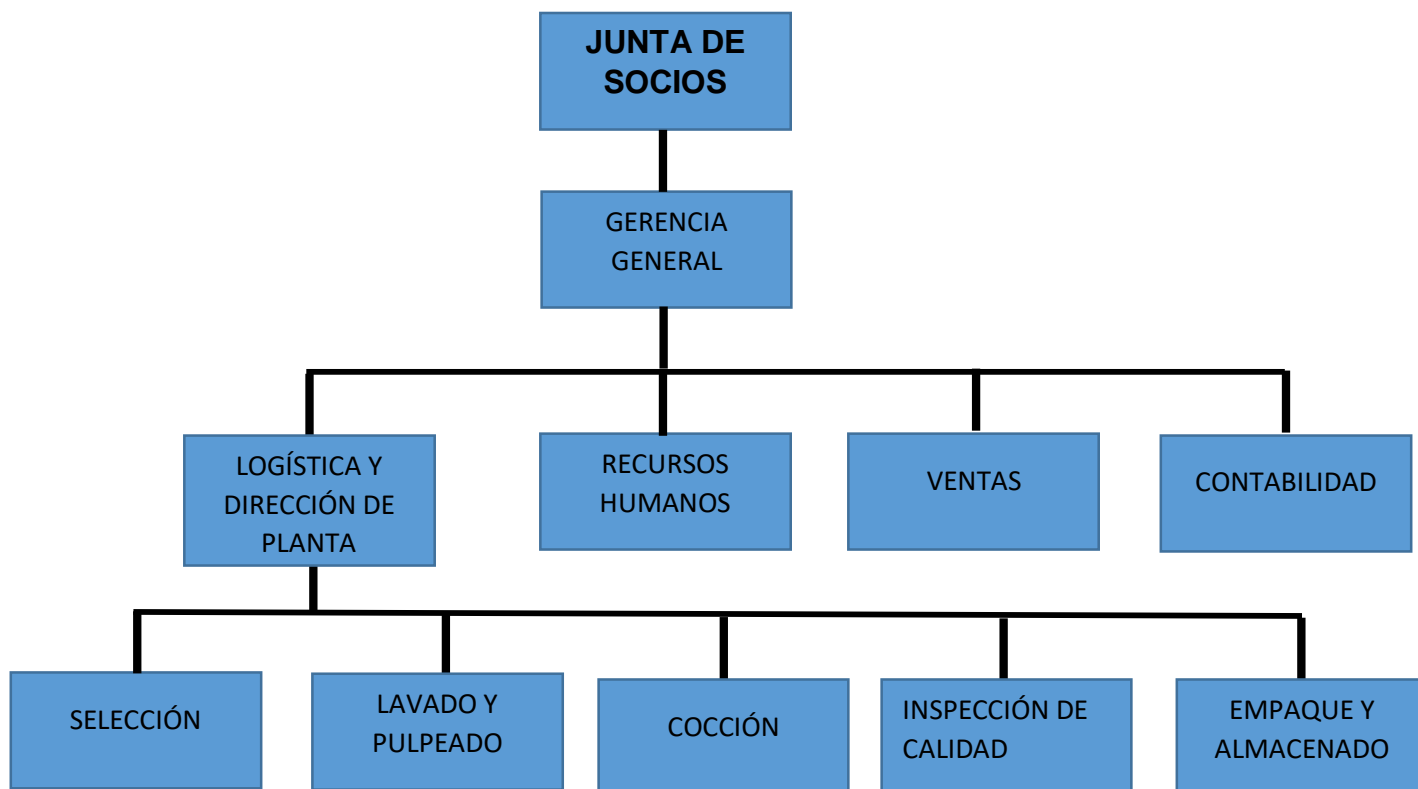 JUNTA DE
SOCIOS
GERENCIA
GENERAL
LOGÍSTICA Y
DIRECCIÓN DE
PLANTA
RECURSOS
HUMANOS
VENTAS
CONTABILIDAD
SELECCIÓN
LAVADO Y
PULPEADO
COCCIÓN
INSPECCIÓN DE
CALIDAD
EMPAQUE Y
ALMACENADO